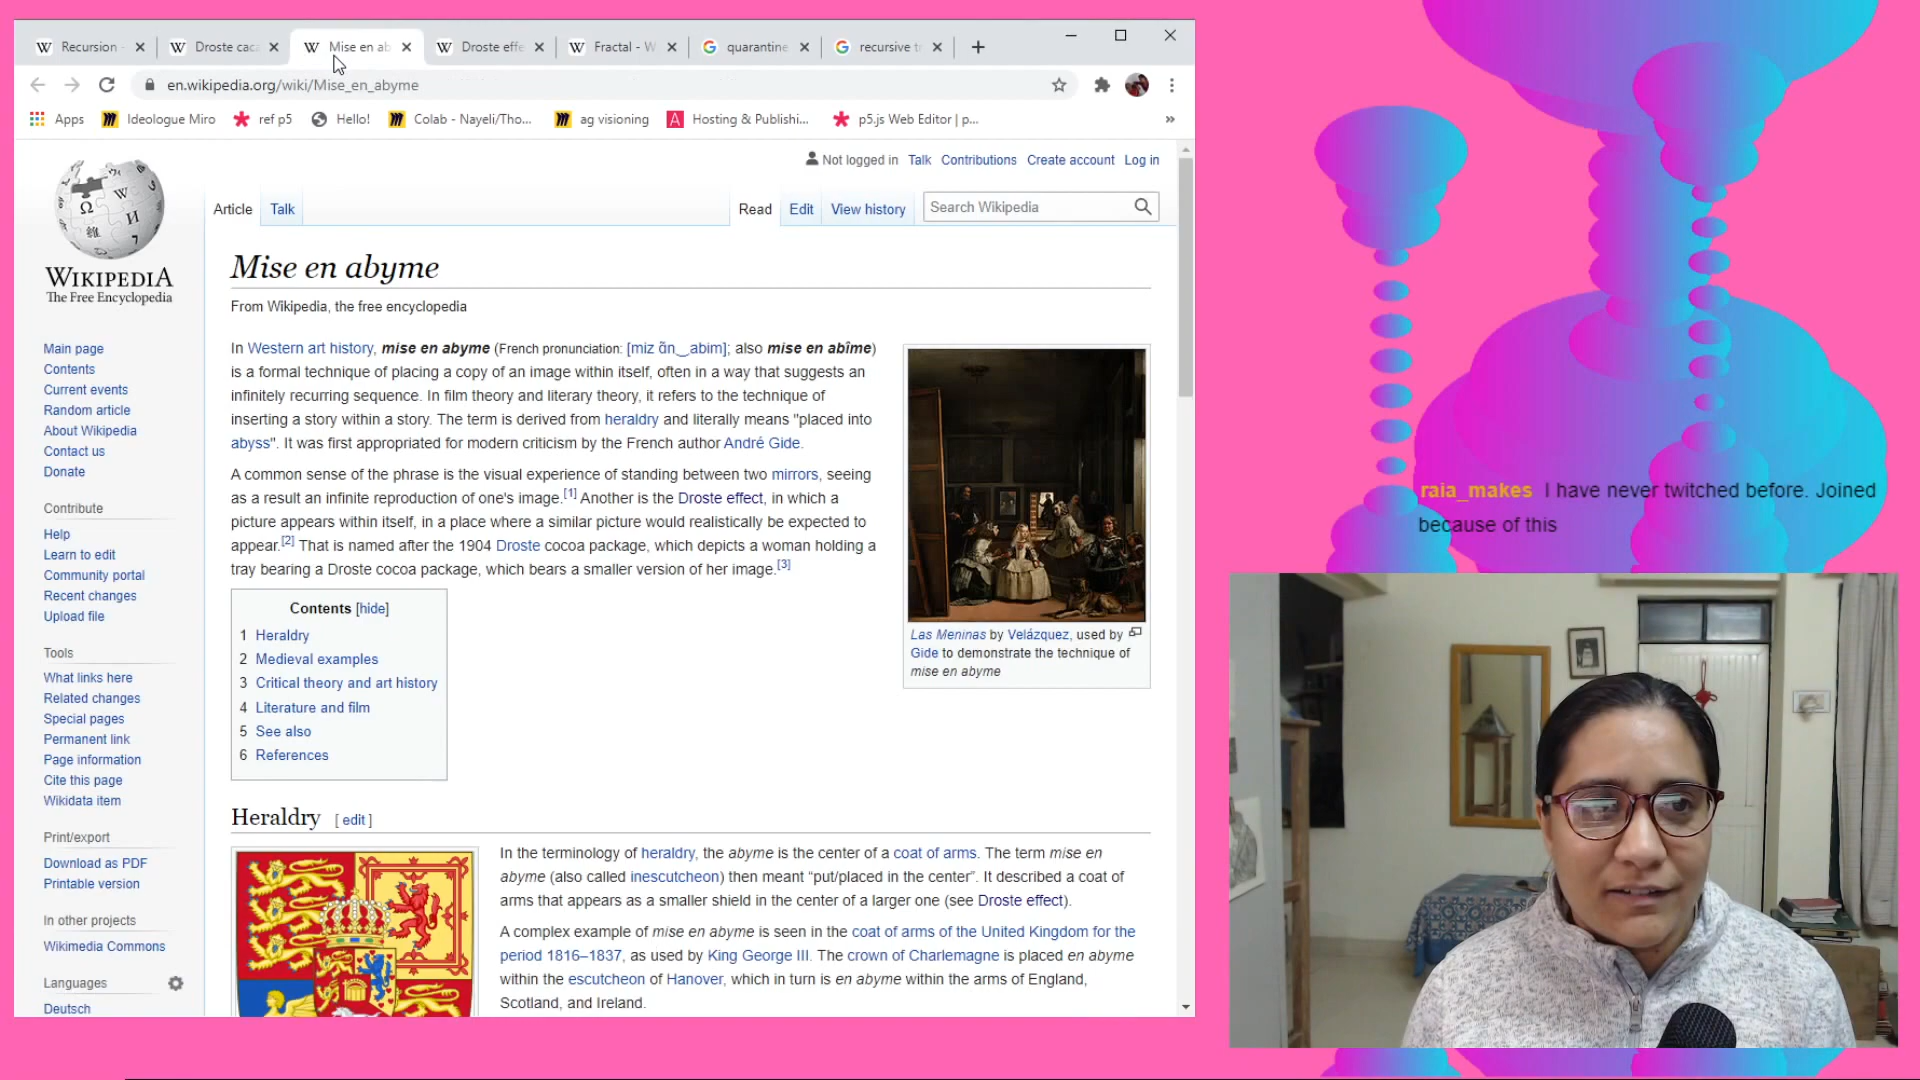 Recursion -
Droste caca
Mise en ab
Droste effe
Fractal - W
quarantine
recursive t
en.wikipedia.org/wiki/Mise_en_abyme
Apps
Ideologue Miro
ref p5
Hello!
Colab - Nayeli/Tho...
ag visioning
Hosting & Publishi...
p5.js Web Editor | p...
»
Not logged in Talk Contributions Create account Log in
Article Talk
Read Edit View history Search Wikipedia
WIKIPEDIA
The Free Encyclopedia
Main page
Contents
Current events
Random article
About Wikipedia
Contact us
Donate
Contribute
Help
Learn to edit
Community portal
Recent changes
Upload file
Tools
What links here
Related changes
Special pages
Permanent link
Page information
Cite this page
Wikidata item
Print/export
Download as PDF
Printable version
In other projects
Wikimedia Commons
Languages
Deutsch
Mise en abyme
From Wikipedia, the free encyclopedia
In Western art history, mise en abyme (French pronunciation: [miz ɑ̃n‿abim]; also mise en abîme)
is a formal technique of placing a copy of an image within itself, often in a way that suggests an
infinitely recurring sequence. In film theory and literary theory, it refers to the technique of
inserting a story within a story. The term is derived from heraldry and literally means "placed into
abyss". It was first appropriated for modern criticism by the French author André Gide.
A common sense of the phrase is the visual experience of standing between two mirrors, seeing
as a result an infinite reproduction of one's image.[1] Another is the Droste effect, in which a
picture appears within itself, in a place where a similar picture would realistically be expected to
appear.[2] That is named after the 1904 Droste cocoa package, which depicts a woman holding a
tray bearing a Droste cocoa package, which bears a smaller version of her image.[3]
Las Meninas by Velázquez, used by
Gide to demonstrate the technique of
mise en abyme
Contents [hide]
1 Heraldry
2 Medieval examples
3 Critical theory and art history
4 Literature and film
5 See also
6 References
Heraldry [ edit ]
In the terminology of heraldry, the abyme is the center of a coat of arms. The term mise en
abyme (also called inescutcheon) then meant “put/placed in the center”. It described a coat of
arms that appears as a smaller shield in the center of a larger one (see Droste effect).
A complex example of mise en abyme is seen in the coat of arms of the United Kingdom for the
period 1816–1837, as used by King George III. The crown of Charlemagne is placed en abyme
within the escutcheon of Hanover, which in turn is en abyme within the arms of England,
Scotland, and Ireland.
raia_makes I have never twitched before. Joined
because of this